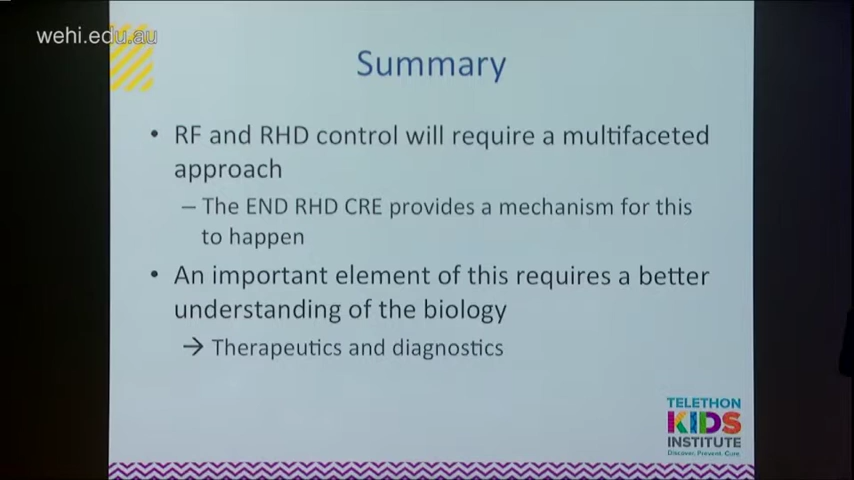 wehi.edu.au
Summary
• RF and RHD control will require a multifaceted
approach
– The END RHD CRE provides a mechanism for this
to happen
• An important element of this requires a better
understanding of the biology
→ Therapeutics and diagnostics
TELETHON
KIDS
INSTITUTE
Discover. Prevent. Cure.